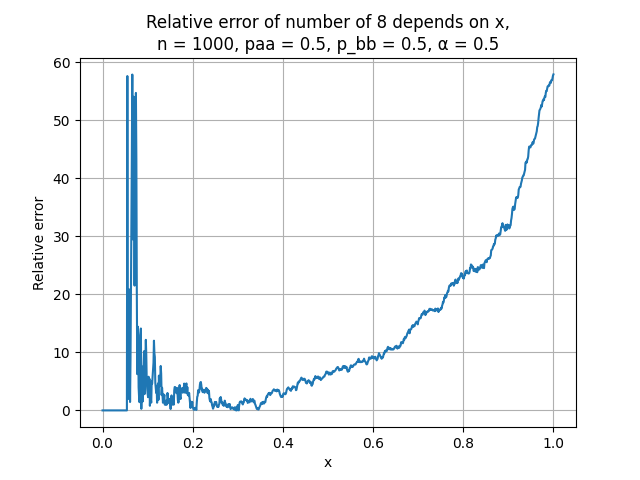 Relative error of number of 8 depends on x,
n = 1000, paa = 0.5, p_bb = 0.5, α = 0.5
60
50
40
30
20
10
0
Relative error
0.0 0.2 0.4 0.6 0.8 1.0
x